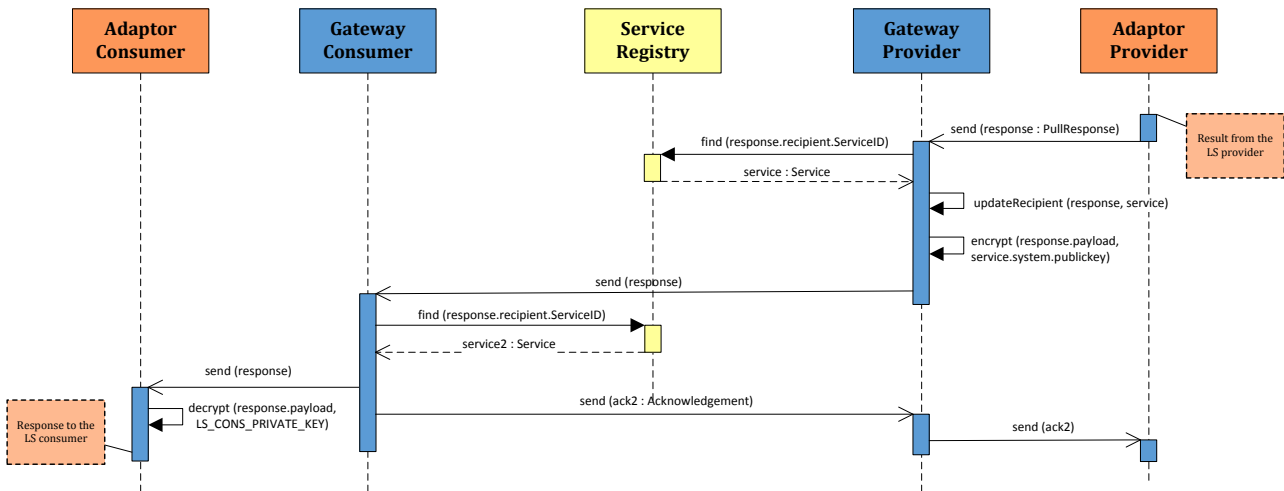 Adaptor
Consumer
Gateway
Consumer
Service
Registry
Gateway
Provider
Adaptor
Provider
send (response : PullResponse)
Result from the
LS provider
find (response.recipient.ServiceID)
service : Service
updateRecipient (response, service)
encrypt (response.payload,
service.system.publickey)
send (response)
find (response.recipient.ServiceID)
service2 : Service
send (response)
decrypt (response.payload,
LS_CONS_PRIVATE_KEY)
send (ack2 : Acknowledgement)
Response to the
LS consumer
send (ack2)